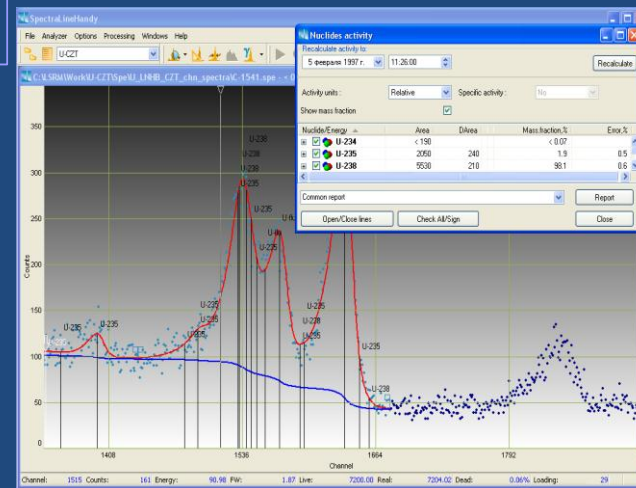 SpectraLineHandy
File Analyzer Options Processing Windows Help
U-CZT
C:\LSRM\Work\U-CZT\Spe\U_LNHB_CZT_chn_spectra\C-1541.spe - < 0
Nuclides activity
Recalculate activity to:
5 февраля 1997 г. 11:26:00 Recalculate
Activity units: Relative Specific activity: No
Show mass fraction
Nuclide/Energy Area DArea Mass fraction,% Error,%
U-234 < 190 < 0.07
U-235 2050 240 1.9 0.5
U-238 5530 210 98.1 0.6
Common report Report
Open/Close lines Check All/Sign Close
350
300
250
200
150
100
50
0
Counts
U-238
U-238
U-238
U-235
U-235
U-235
U-235
U-235
U-235
U-235
U-235
U-235
U-238
U-235
U-235
U-238
1408 1536 1664 1792
Channel
Channel: 1515 Counts: 161 Energy: 90.98 FW: 1.87 Live: 7200.00 Real: 7204.02 Dead: 0.06% Loading: 29